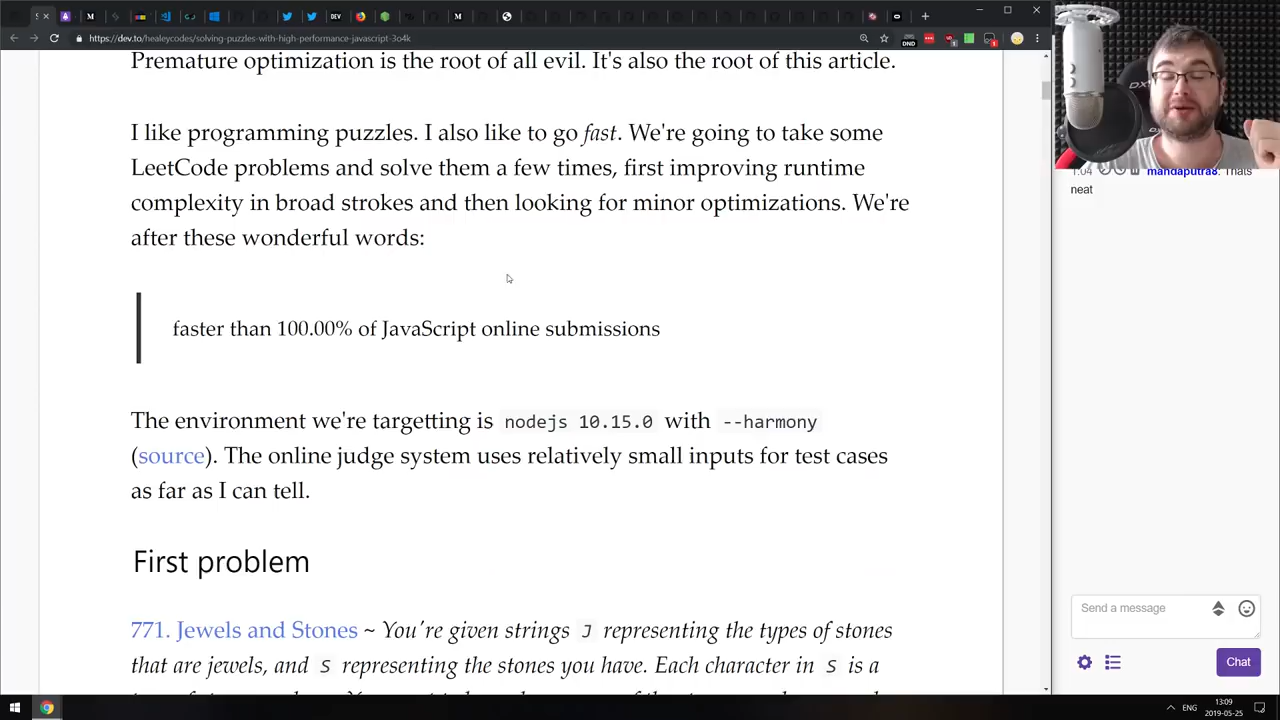 https://dev.to/healeycodes/solving-puzzles-with-high-performance-javascript-3o4k
Premature optimization is the root of all evil. It's also the root of this article.
I like programming puzzles. I also like to go fast. We're going to take some
LeetCode problems and solve them a few times, first improving runtime
complexity in broad strokes and then looking for minor optimizations. We're
after these wonderful words:
faster than 100.00% of JavaScript online submissions
The environment we're targetting is nodejs 10.15.0 with --harmony
(source). The online judge system uses relatively small inputs for test cases
as far as I can tell.
First problem
771. Jewels and Stones ~ You're given strings J representing the types of stones
that are jewels, and S representing the stones you have. Each character in S is a
1:04 mandaputra8: Thats
neat
Send a message
Chat
ENG
13:09
2019-05-25